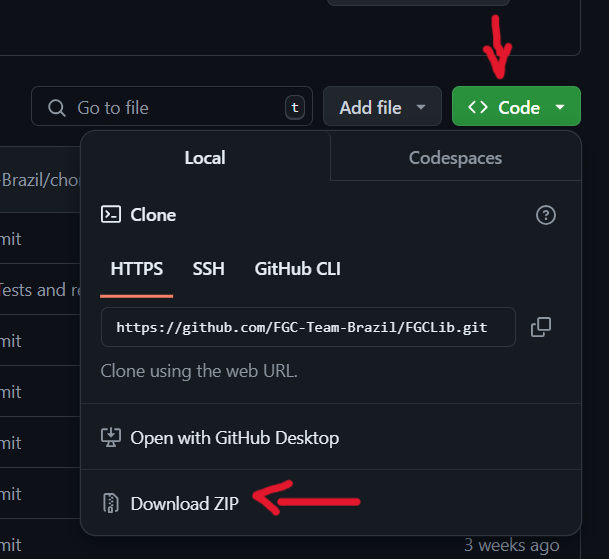 Go to file
t
Add file
<> Code
Local
Codespaces
-Brazil/cho
Clone
mit
HTTPS
SSH
GitHub CLI
Tests and re
https://github.com/FGC-Team-Brazil/FGCLib.git
mit
Clone using the web URL.
mit
Open with GitHub Desktop
mit
mit
Download ZIP
mit
3 weeks ago